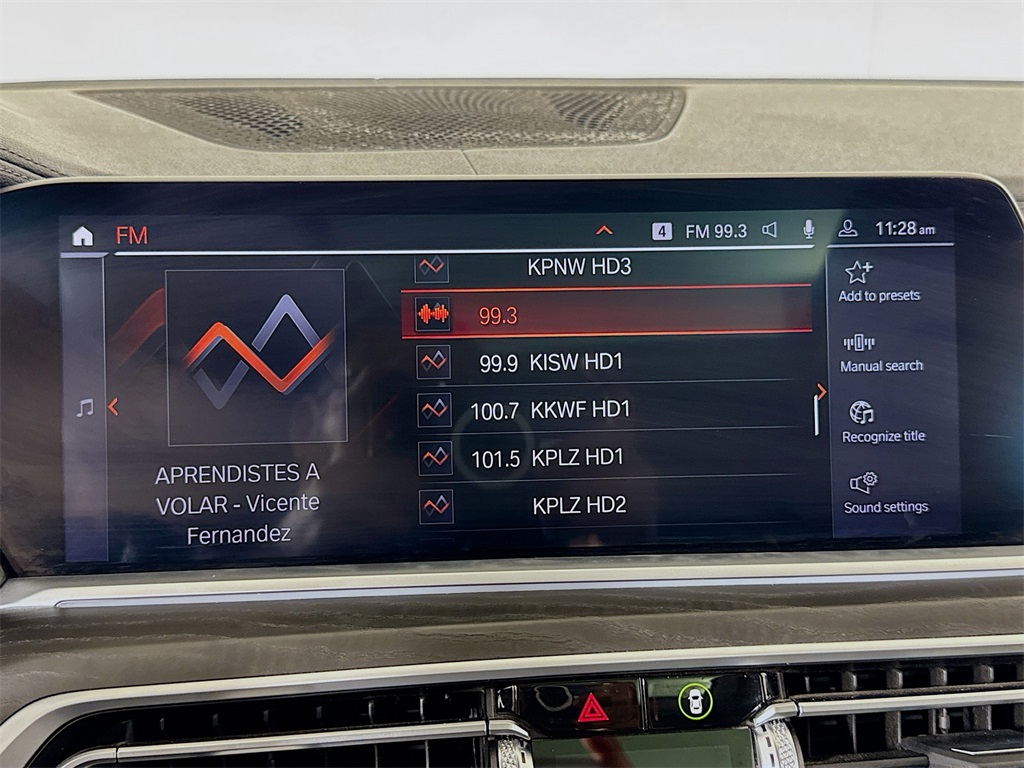 FM
4 FM 99.3 11:28 am
KPNW HD3
99.3
99.9 KISW HD1
100.7 KKWF HD1
101.5 KPLZ HD1
KPLZ HD2
APRENDISTES A
VOLAR - Vicente
Fernandez
Add to presets
Manual search
Recognize title
Sound settings